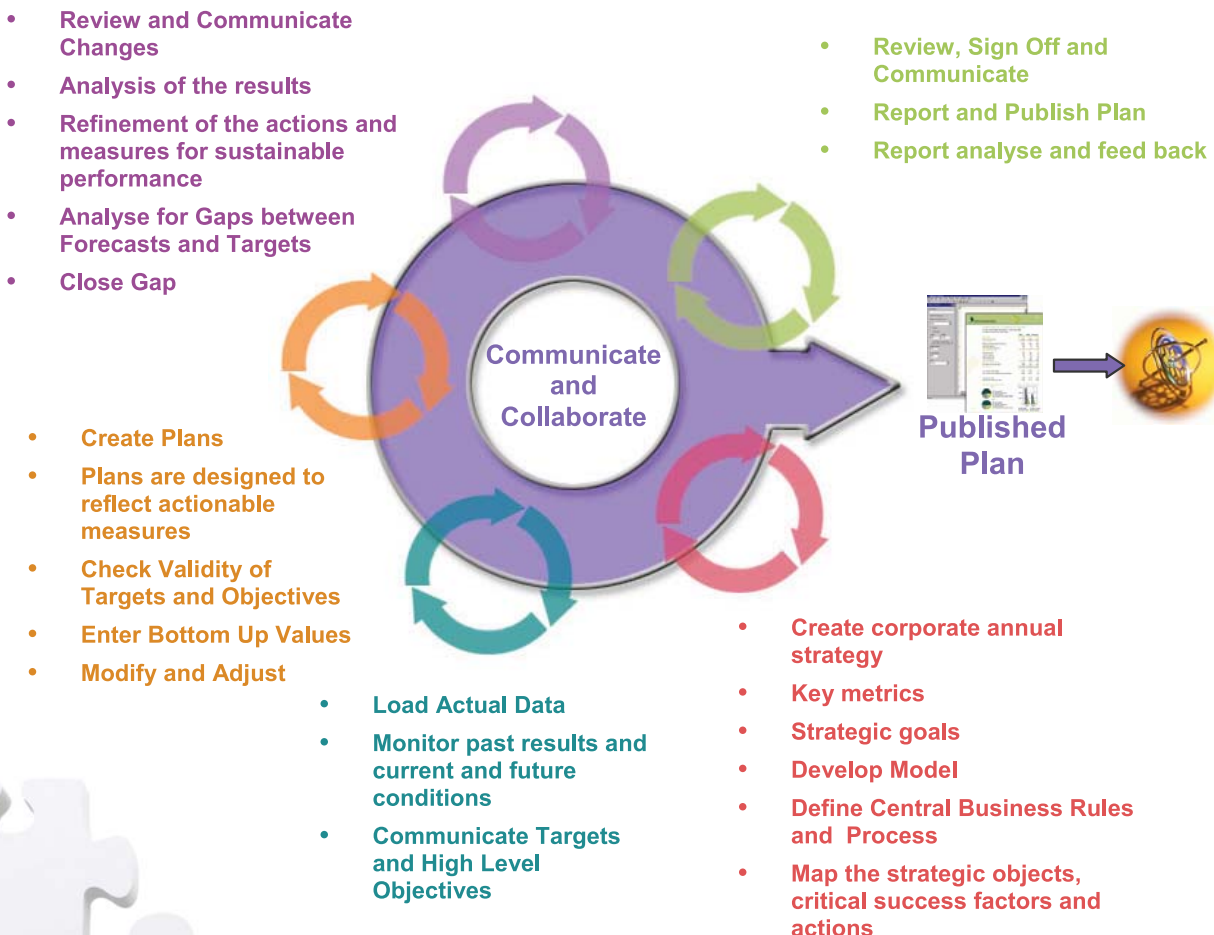 • Review and Communicate
Changes
• Analysis of the results
• Refinement of the actions and
measures for sustainable
performance
• Analyse for Gaps between
Forecasts and Targets
• Close Gap
• Review, Sign Off and
Communicate
• Report and Publish Plan
• Report analyse and feed back
Communicate
and
Collaborate
Published
Plan
• Create Plans
• Plans are designed to
reflect actionable
measures
• Check Validity of
Targets and Objectives
• Enter Bottom Up Values
• Modify and Adjust
• Load Actual Data
• Monitor past results and
current and future
conditions
• Communicate Targets
and High Level
Objectives
• Create corporate annual
strategy
• Key metrics
• Strategic goals
• Develop Model
• Define Central Business Rules
and Process
• Map the strategic objects,
critical success factors and
actions